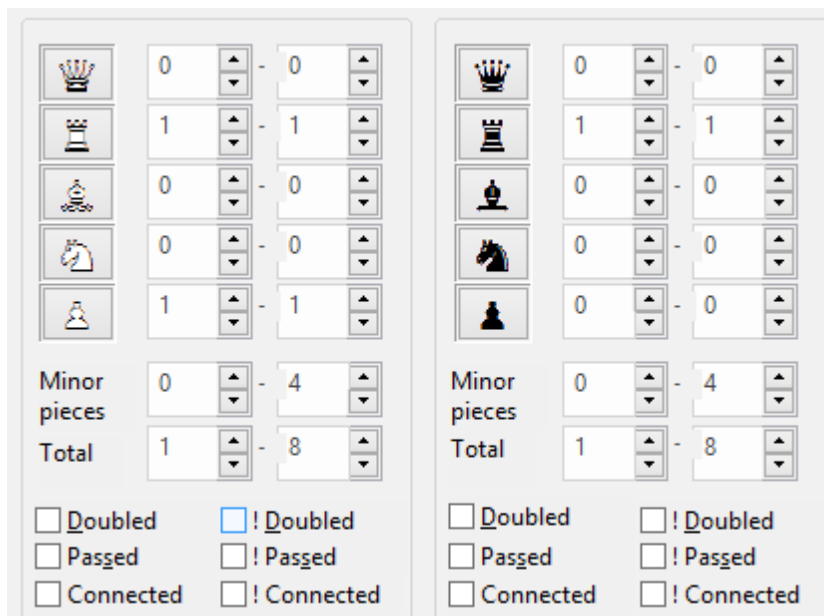 0 - 0
1 - 1
0 - 0
0 - 0
1 - 1
Minor pieces 0 - 4
Total 1 - 8
Doubled ! Doubled
Passed ! Passed
Connected ! Connected
0 - 0
1 - 1
0 - 0
0 - 0
0 - 0
Minor pieces 0 - 4
Total 1 - 8
Doubled ! Doubled
Passed ! Passed
Connected ! Connected